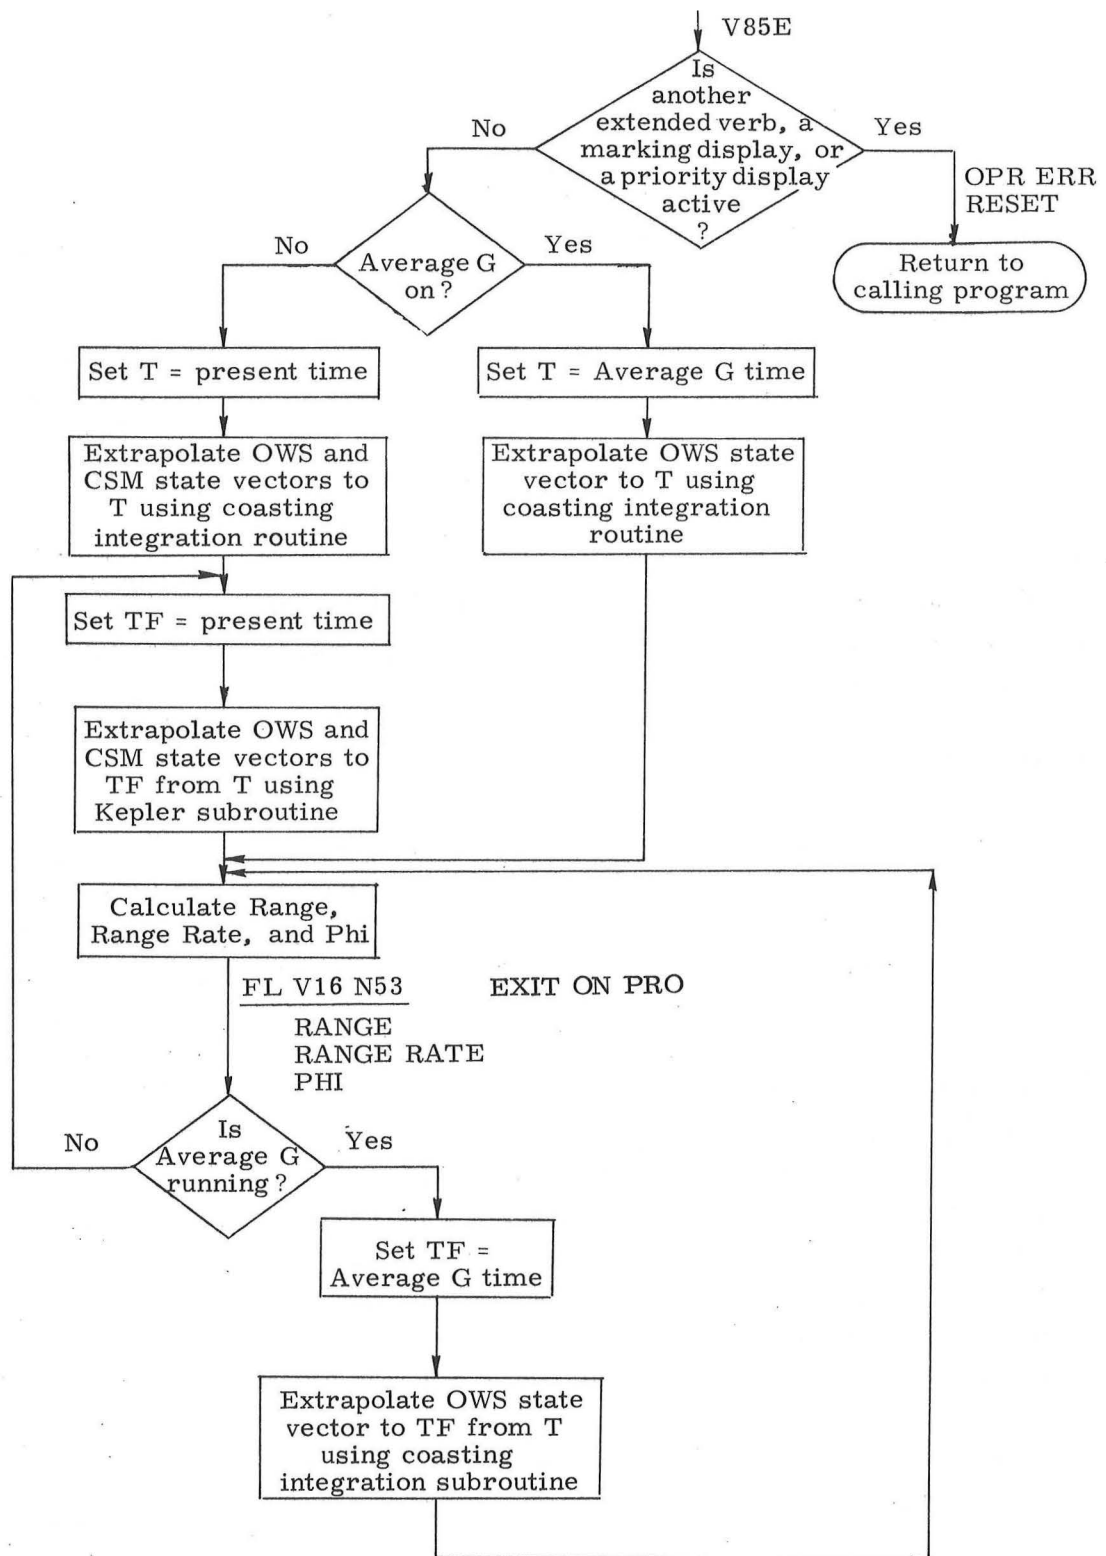 V85E
Is
another
extended verb, a
marking display, or
a priority display
active
?
No
Yes
OPR ERR
RESET
Return to
calling program
Average G
on?
No
Yes
Set T = present time
Set T = Average G time
Extrapolate OWS and
CSM state vectors to
T using coasting
integration routine
Extrapolate OWS state
vector to T using
coasting integration
routine
Set TF = present time
Extrapolate OWS and
CSM state vectors to
TF from T using
Kepler subroutine
Calculate Range,
Range Rate, and Phi
FL V16 N53
EXIT ON PRO
RANGE
RANGE RATE
PHI
Is
Average G
running?
No
Yes
Set TF =
Average G time
Extrapolate OWS state
vector to TF from T
using coasting
integration subroutine